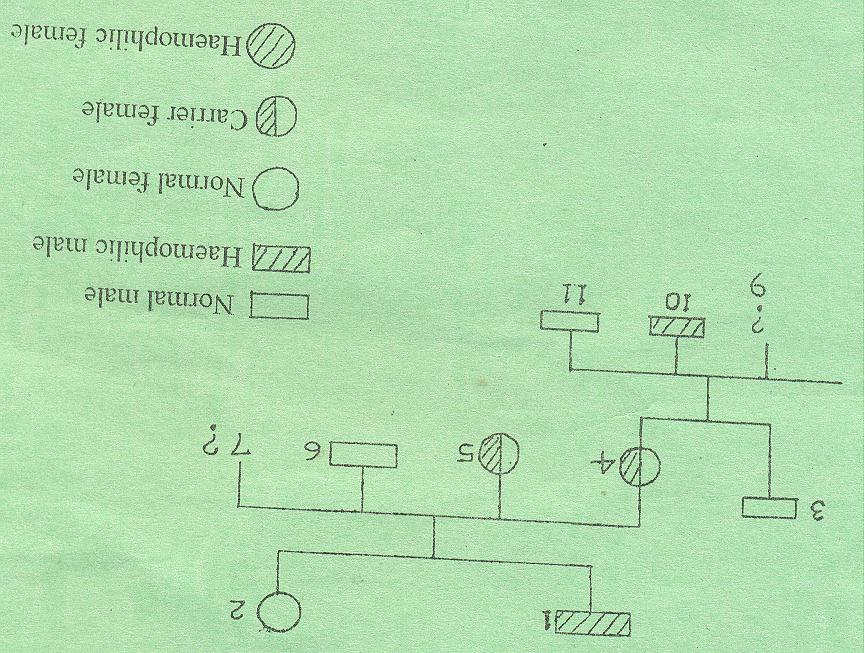 1
2
3
4
5
6
7 ?
?
9
10
11
Normal male
Haemophilic male
Normal female
Carrier female
Haemophilic female